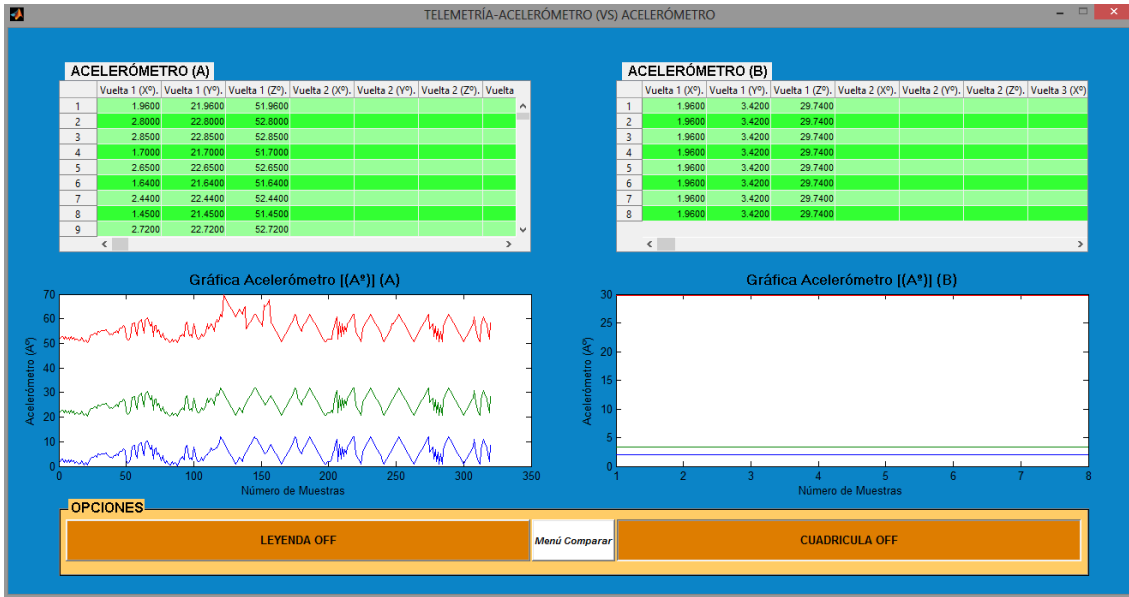 TELEMETRÍA-ACELERÓMETRO (VS) ACELERÓMETRO
ACELERÓMETRO (A)
Vuelta 1 (Xº). Vuelta 1 (Yº). Vuelta 1 (Zº). Vuelta 2 (Xº). Vuelta 2 (Yº). Vuelta 2 (Zº). Vuelta
1 1.9600 21.9600 51.9600
2 2.8000 22.8000 52.8000
3 2.8500 22.8500 52.8500
4 1.7000 21.7000 51.7000
5 2.6500 22.6500 52.6500
6 1.6400 21.6400 51.6400
7 2.4400 22.4400 52.4400
8 1.4500 21.4500 51.4500
9 2.7200 22.7200 52.7200
ACELERÓMETRO (B)
Vuelta 1 (Xº). Vuelta 1 (Yº). Vuelta 1 (Zº). Vuelta 2 (Xº). Vuelta 2 (Yº). Vuelta 2 (Zº). Vuelta 3 (Xº)
1 1.9600 3.4200 29.7400
2 1.9600 3.4200 29.7400
3 1.9600 3.4200 29.7400
4 1.9600 3.4200 29.7400
5 1.9600 3.4200 29.7400
6 1.9600 3.4200 29.7400
7 1.9600 3.4200 29.7400
8 1.9600 3.4200 29.7400
Gráfica Acelerómetro [(Aº)] (A)
Acelerómetro (Aº)
70
60
50
40
30
20
10
0
0 50 100 150 200 250 300 350
Número de Muestras
Gráfica Acelerómetro [(Aº)] (B)
Acelerómetro (Aº)
30
25
20
15
10
5
0
1 2 3 4 5 6 7 8
Número de Muestras
OPCIONES
LEYENDA OFF
Menú Comparar
CUADRICULA OFF